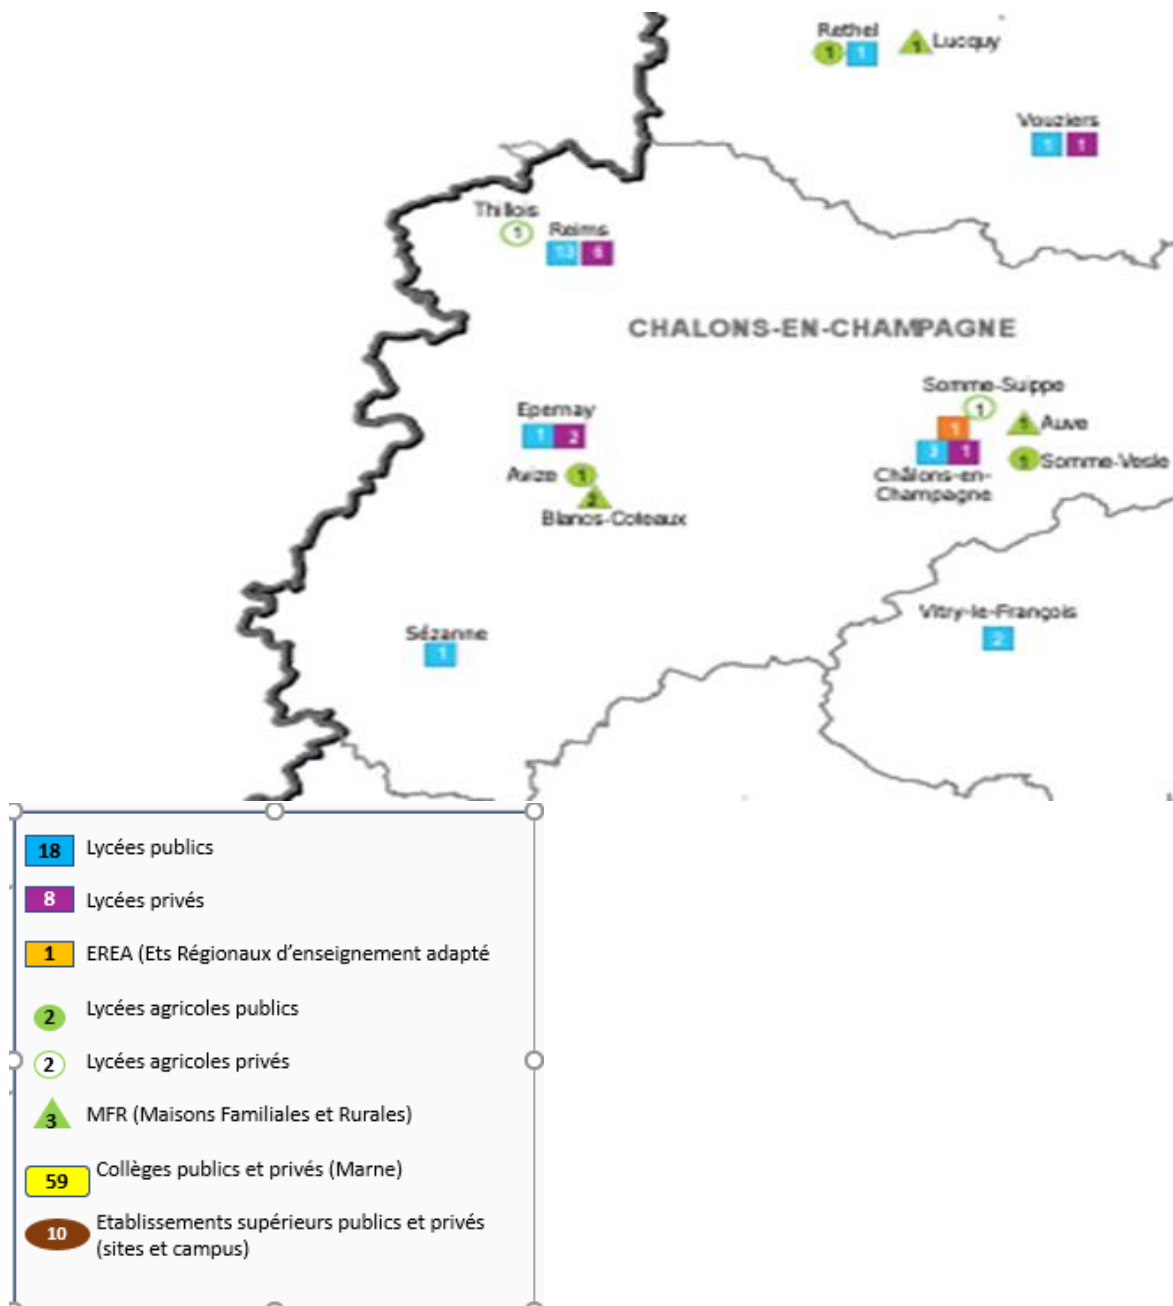 Rethel
1 1
1 Lucquy
Vouziers
1 1
Thillois
1
Reims
13 5
CHALONS-EN-CHAMPAGNE
Somme-Suippe
1
1
1 Auve
3 1
1 Somme-Vesle
Châlons-en-
Champagne
Epernay
1 2
Avize 1
2
Blancs-Coteaux
Vitry-le-François
2
Sézanne
1
18 Lycées publics
8 Lycées privés
1 EREA (Ets Régionaux d'enseignement adapté
2 Lycées agricoles publics
2 Lycées agricoles privés
3 MFR (Maisons Familiales et Rurales)
59 Collèges publics et privés (Marne)
10 Etablissements supérieurs publics et privés
(sites et campus)